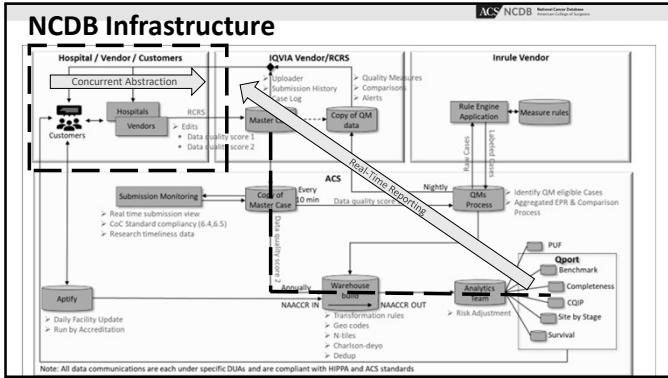 ACS NCDB National Cancer Database
American College of Surgeons
NCDB Infrastructure
Hospital / Vendor / Customers
Concurrent Abstraction
Customers
Hospitals
Vendors
RCRS
Edits
Data quality score 1
Data quality score 2
IQVIA Vendor/RCRS
Uploader
Submission History
Case Log
Master Case
Copy of QM
data
Quality Measures
Comparisons
Alerts
Inrule Vendor
Rule Engine
Application
Measure rules
Raw Cases
Labeled Cases
Real-Time Reporting
ACS
Submission Monitoring
Real time submission view
CoC Standard compliancy (6.4,6.5)
Research timeliness data
Copy of
Master Case
Every
10 min
Data quality score
Nightly
QMs
Process
Identify QM eligible Cases
Aggregated EPR & Comparison
Process
Data quality score 2
Annually
Aptify
Daily Facility Update
Run by Accreditation
NAACCR IN
Warehouse
build
NAACCR OUT
Transformation rules
Geo codes
N-tiles
Charlson-deyo
Dedup
Analytics
Team
Risk Adjustment
PUF
Qport
Benchmark
Completeness
CQIP
Site by Stage
Survival
Note: All data communications are each under specific DUAs and are compliant with HIPPA and ACS standards